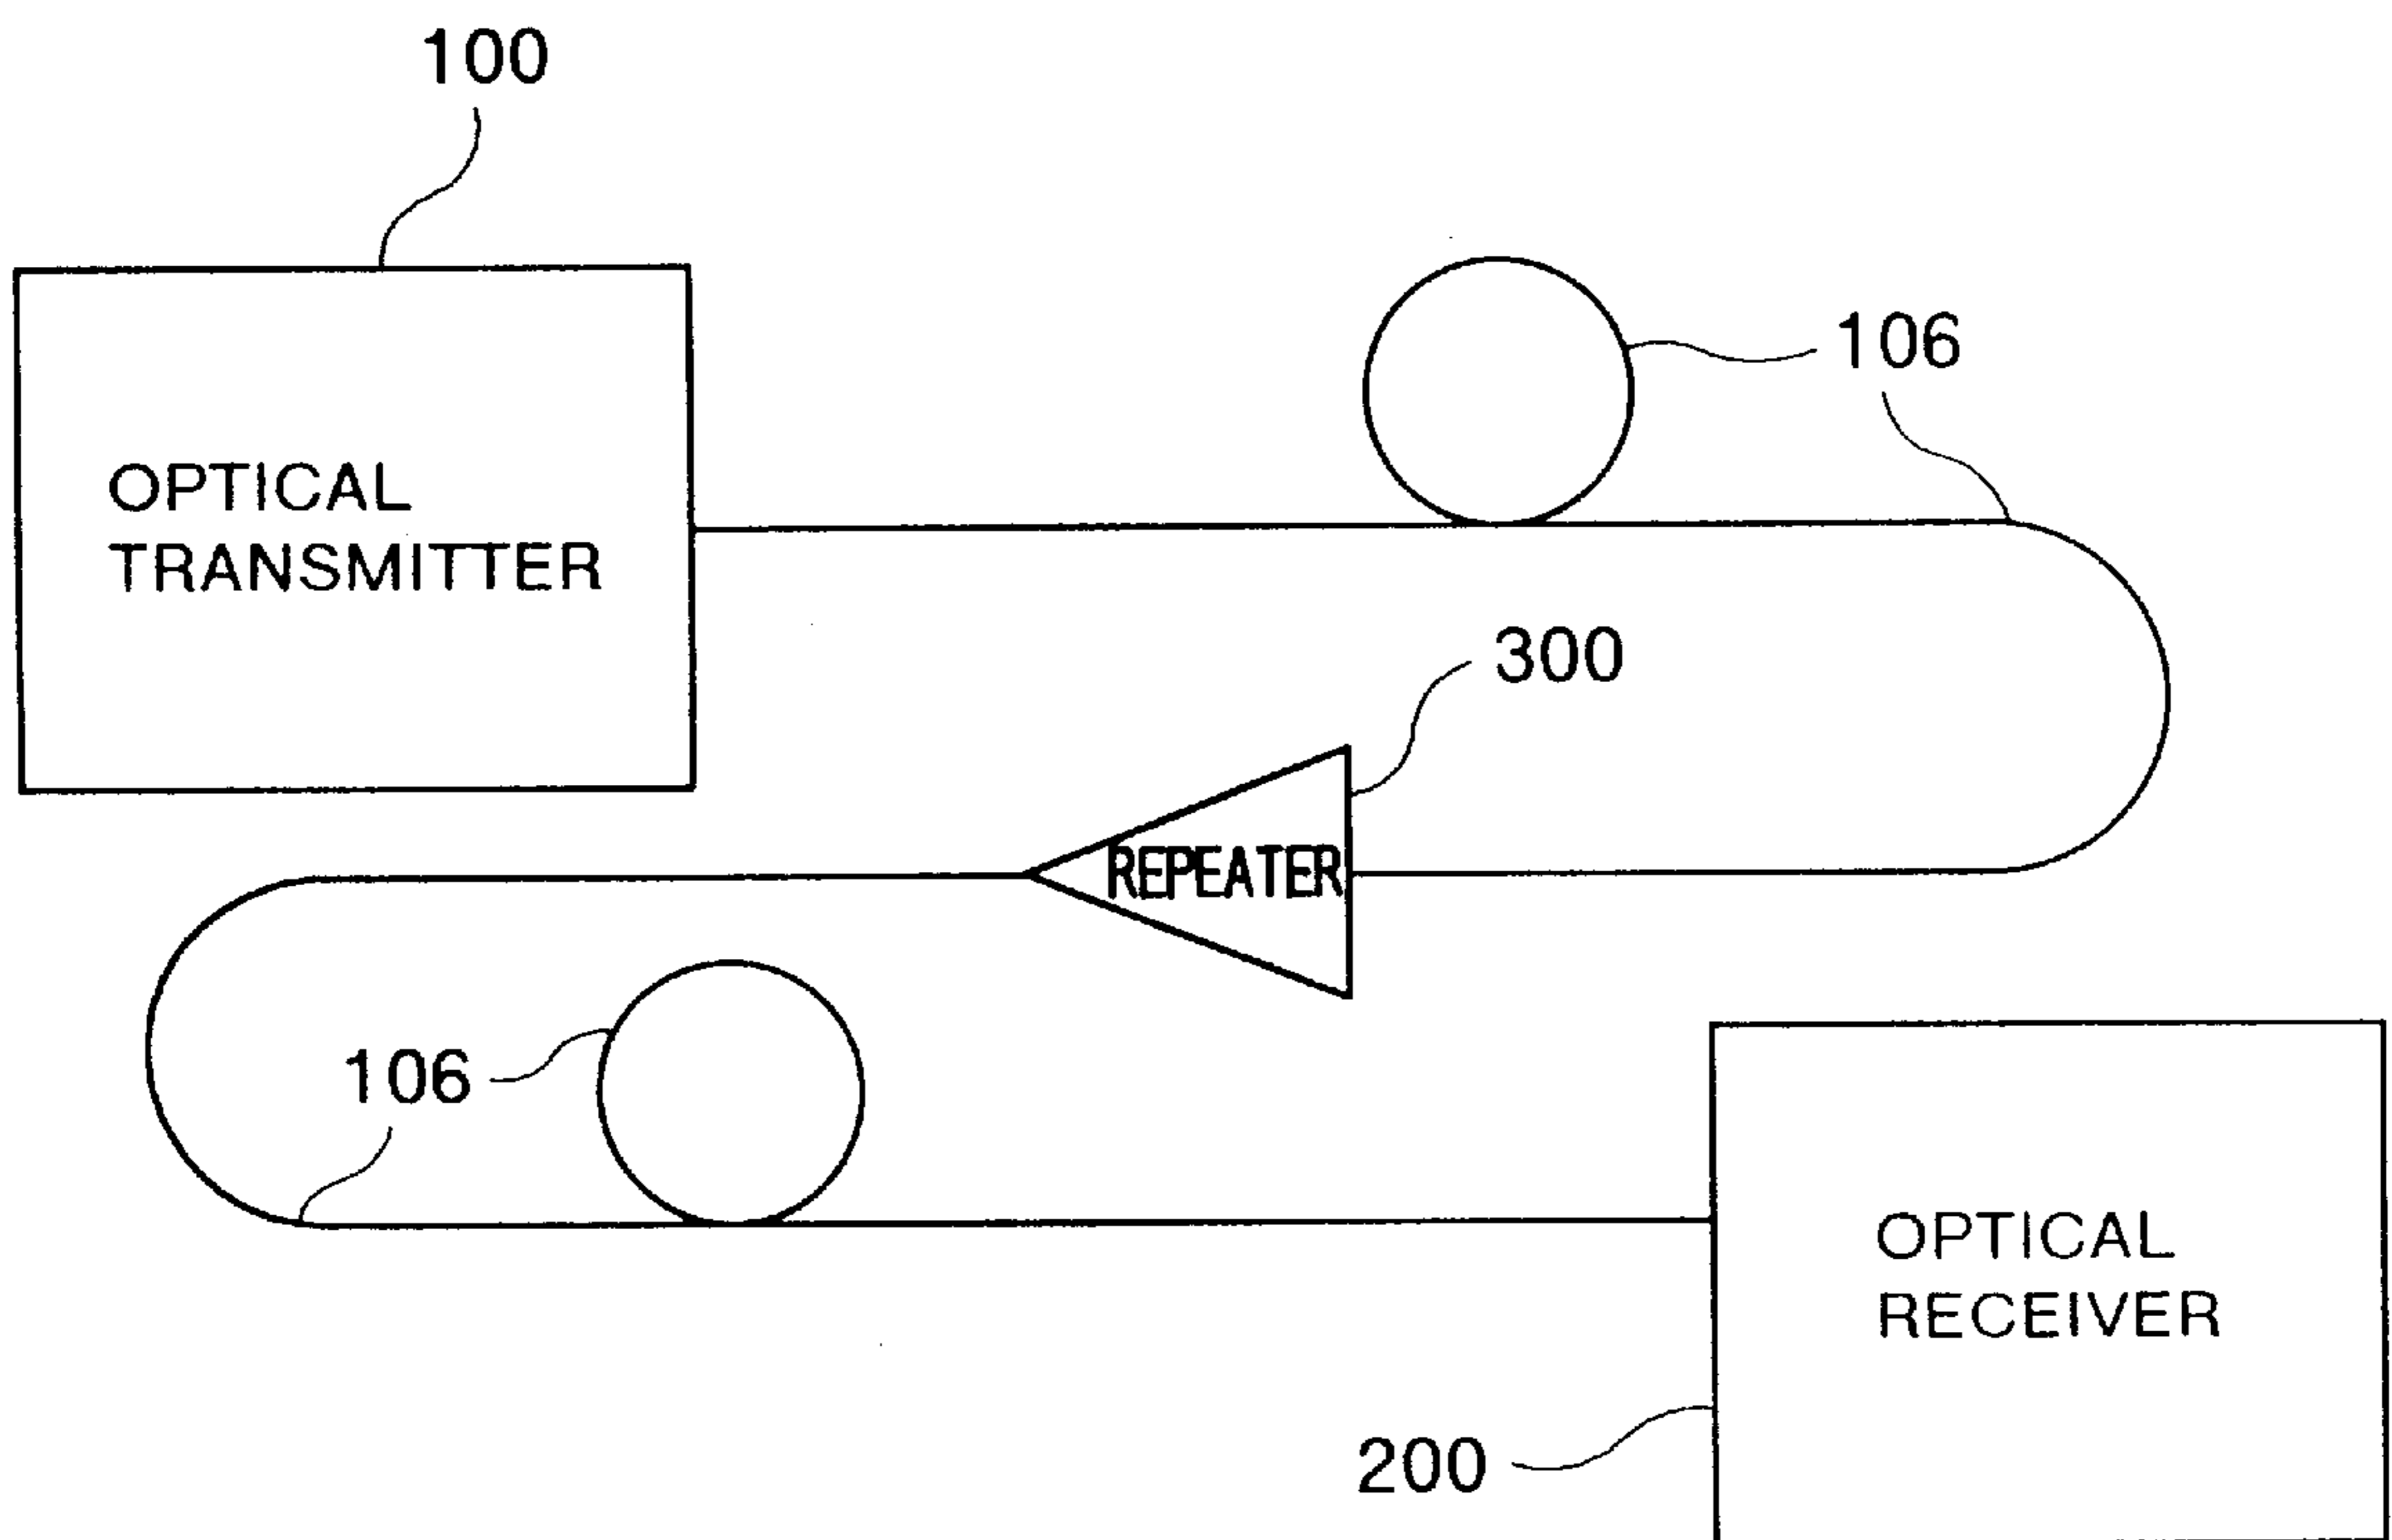 100
106
OPTICAL
TRANSMITTER
300
REPEATER
106
OPTICAL
RECEIVER
200